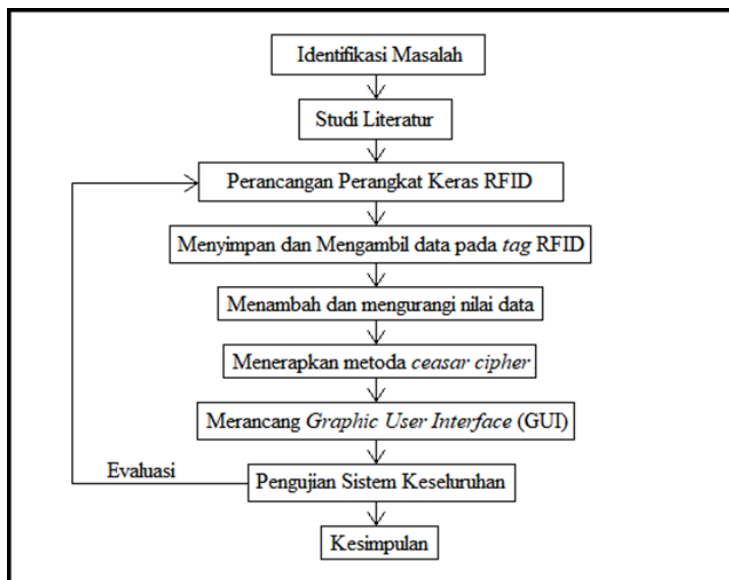 Identifikasi Masalah
Studi Literatur
Perancangan Perangkat Keras RFID
Menyimpan dan Mengambil data pada tag RFID
Menambah dan mengurangi nilai data
Menerapkan metoda ceasar cipher
Merancang Graphic User Interface (GUI)
Evaluasi
Pengujian Sistem Keseluruhan
Kesimpulan